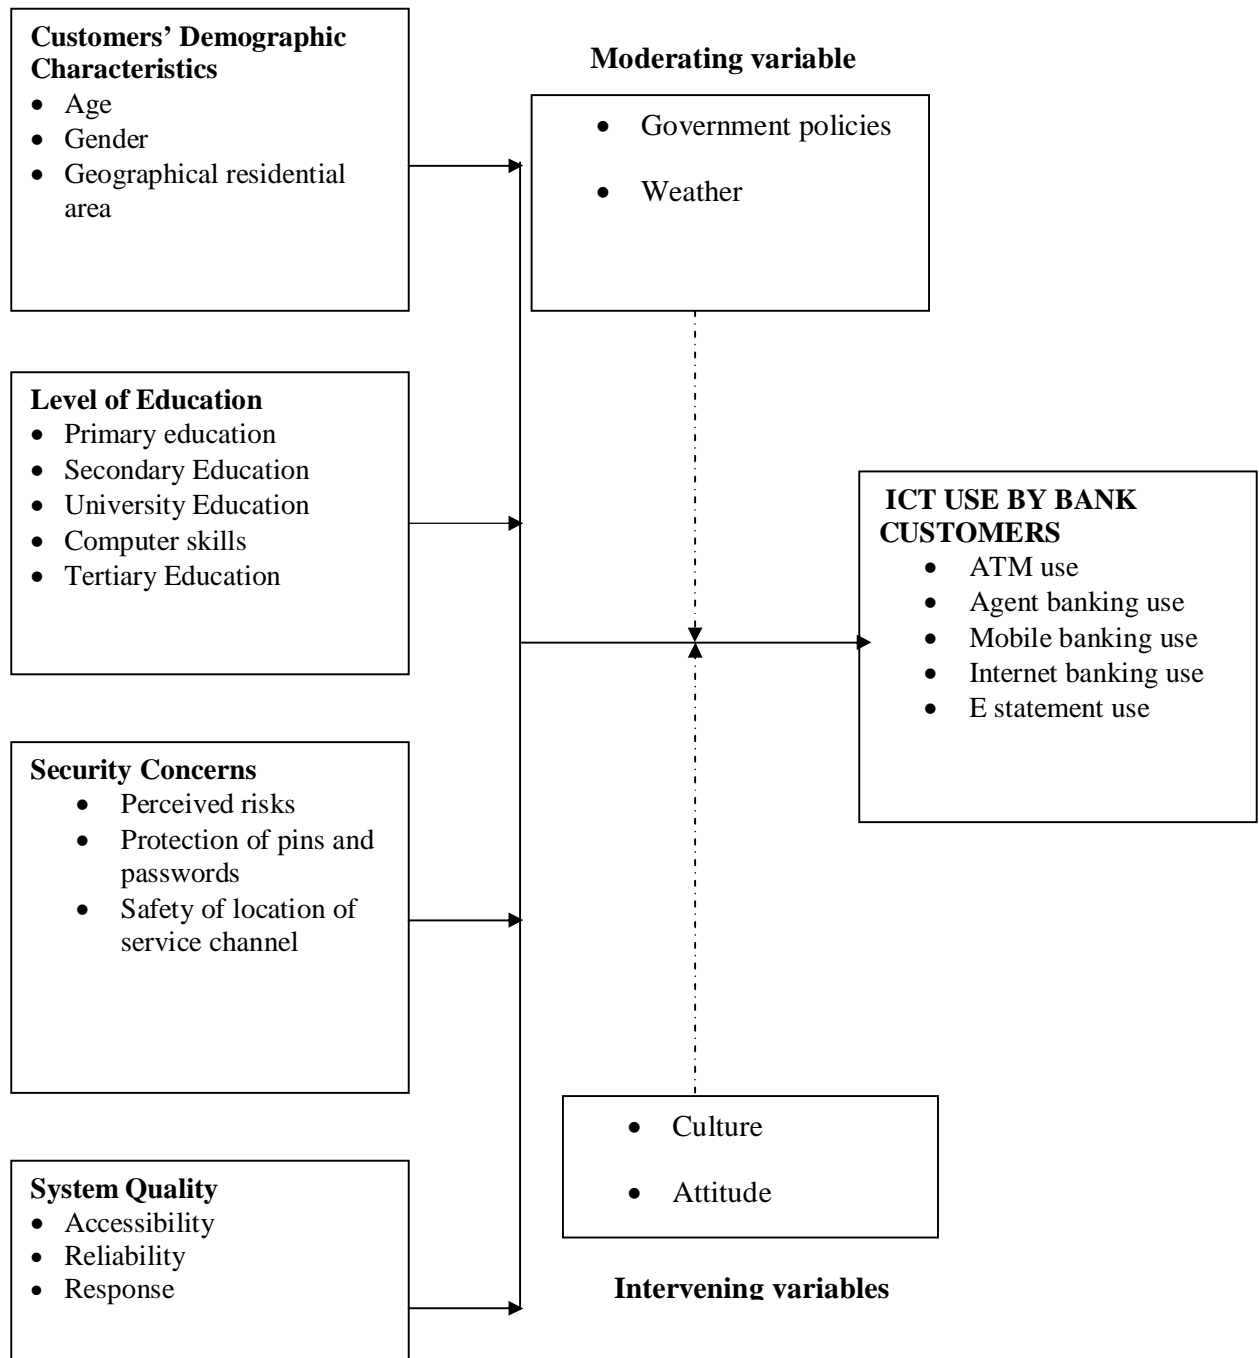 Customers’ Demographic
Characteristics
• Age
• Gender
• Geographical residential
area
Moderating variable
• Government policies
• Weather
Level of Education
• Primary education
• Secondary Education
• University Education
• Computer skills
• Tertiary Education
ICT USE BY BANK
CUSTOMERS
• ATM use
• Agent banking use
• Mobile banking use
• Internet banking use
• E statement use
Security Concerns
• Perceived risks
• Protection of pins and
passwords
• Safety of location of
service channel
• Culture
• Attitude
Intervening variables
System Quality
• Accessibility
• Reliability
• Response